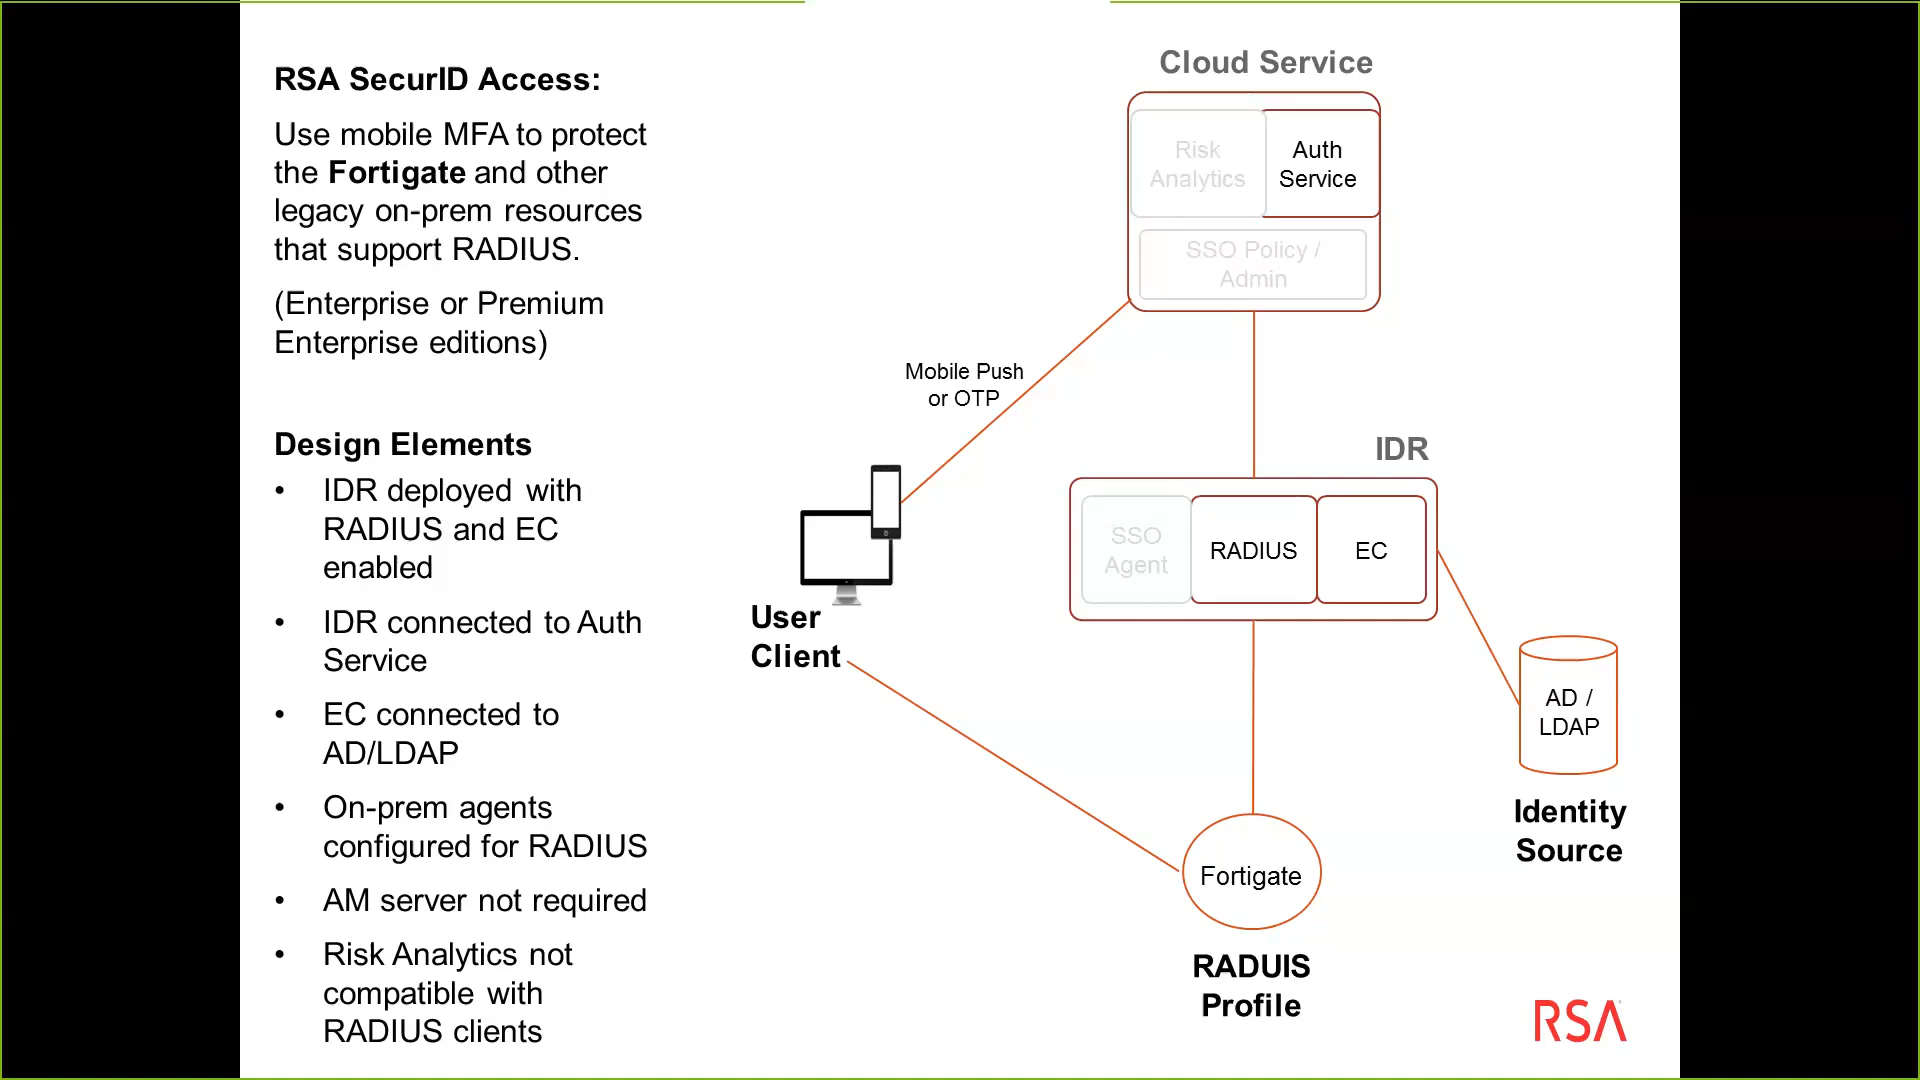 RSA SecurID Access:
Use mobile MFA to protect
the Fortigate and other
legacy on-prem resources
that support RADIUS.
(Enterprise or Premium
Enterprise editions)
Design Elements
• IDR deployed with
RADIUS and EC
enabled
• IDR connected to Auth
Service
• EC connected to
AD/LDAP
• On-prem agents
configured for RADIUS
• AM server not required
• Risk Analytics not
compatible with
RADIUS clients
Cloud Service
Risk
Analytics
Auth
Service
SSO Policy /
Admin
Mobile Push
or OTP
IDR
SSO
Agent
RADIUS
EC
User
Client
AD /
LDAP
Identity
Source
Fortigate
RADUIS
Profile
RSA